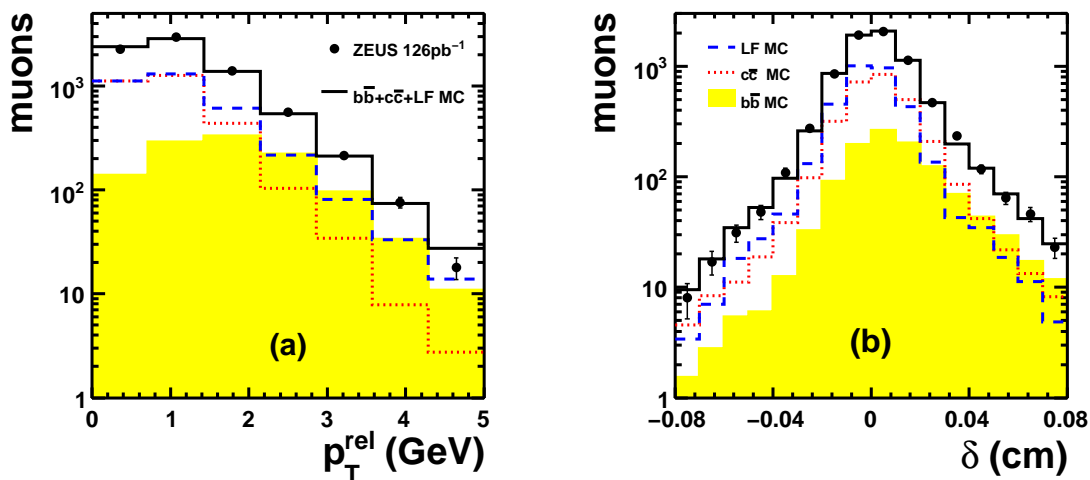 muons
10³
10²
10
1
ZEUS 126pb⁻¹
bb̄+cc̄+LF MC
(a)
0 1 2 3 4 5
p_T^rel (GeV)
muons
10³
10²
10
1
LF MC
cc̄ MC
bb̄ MC
(b)
−0.08 −0.04 0 0.04 0.08
δ (cm)